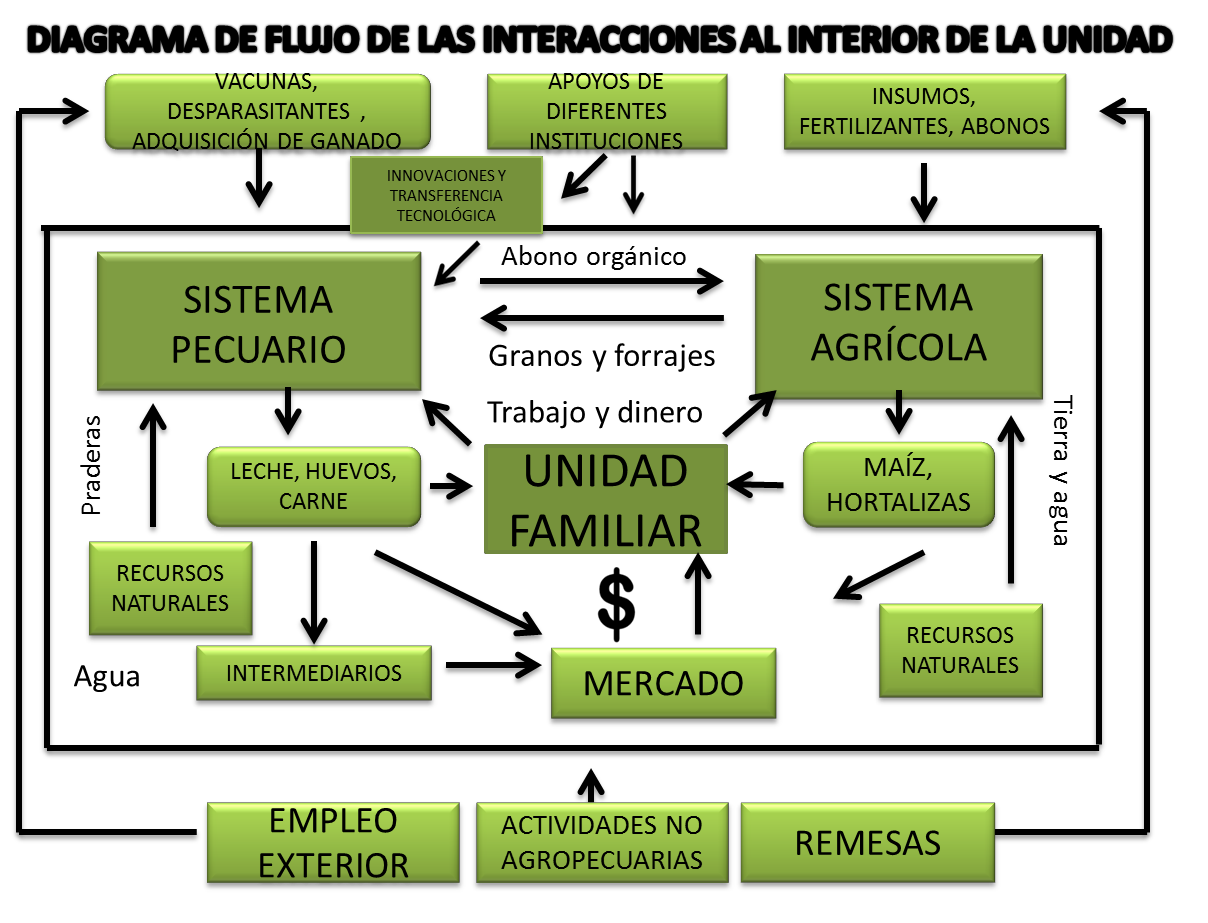 DIAGRAMA DE FLUJO DE LAS INTERACCIONES AL INTERIOR DE LA UNIDAD
VACUNAS,
DESPARASITANTES ,
ADQUISICIÓN DE GANADO
APOYOS DE
DIFERENTES
INSTITUCIONES
INSUMOS,
FERTILIZANTES, ABONOS
INNOVACIONES Y
TRANSFERENCIA
TECNOLÓGICA
SISTEMA
PECUARIO
Abono orgánico
Granos y forrajes
SISTEMA
AGRÍCOLA
Trabajo y dinero
Praderas
LECHE, HUEVOS,
CARNE
UNIDAD
FAMILIAR
MAÍZ,
HORTALIZAS
Tierra y agua
RECURSOS
NATURALES
$
RECURSOS
NATURALES
Agua
INTERMEDIARIOS
MERCADO
EMPLEO
EXTERIOR
ACTIVIDADES NO
AGROPECUARIAS
REMESAS